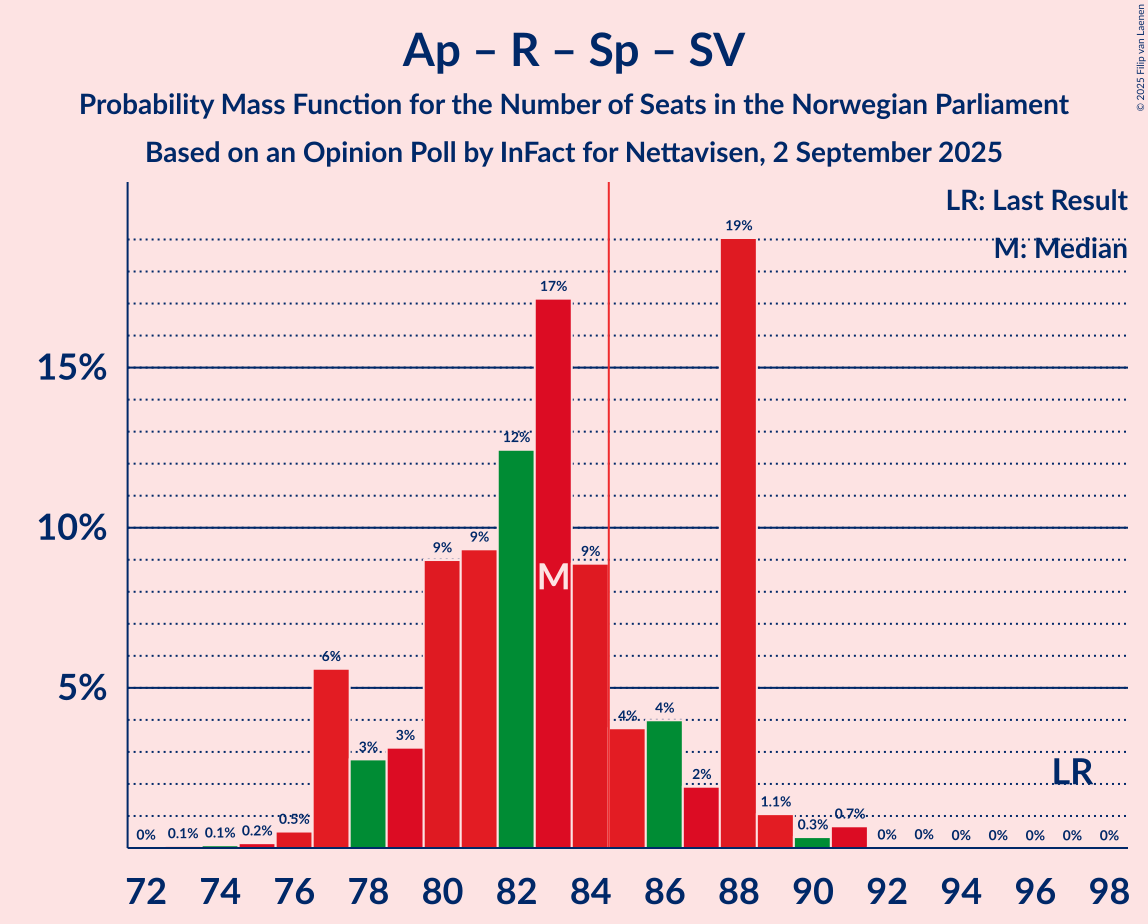 Ap – R – Sp – SV
Probability Mass Function for the Number of Seats in the Norwegian Parliament
Based on an Opinion Poll by InFact for Nettavisen, 2 September 2025
© 2025 Filip van Laenen
LR: Last Result
M: Median
15%
10%
5%
0% 0.1% 0.1% 0.2% 0.5% 6% 3% 3% 9% 9% 12% 17% 9% 4% 4% 2% 19% 1.1% 0.3% 0.7% 0% 0% 0% 0% 0% 0% 0%
M
LR
72 74 76 78 80 82 84 86 88 90 92 94 96 98